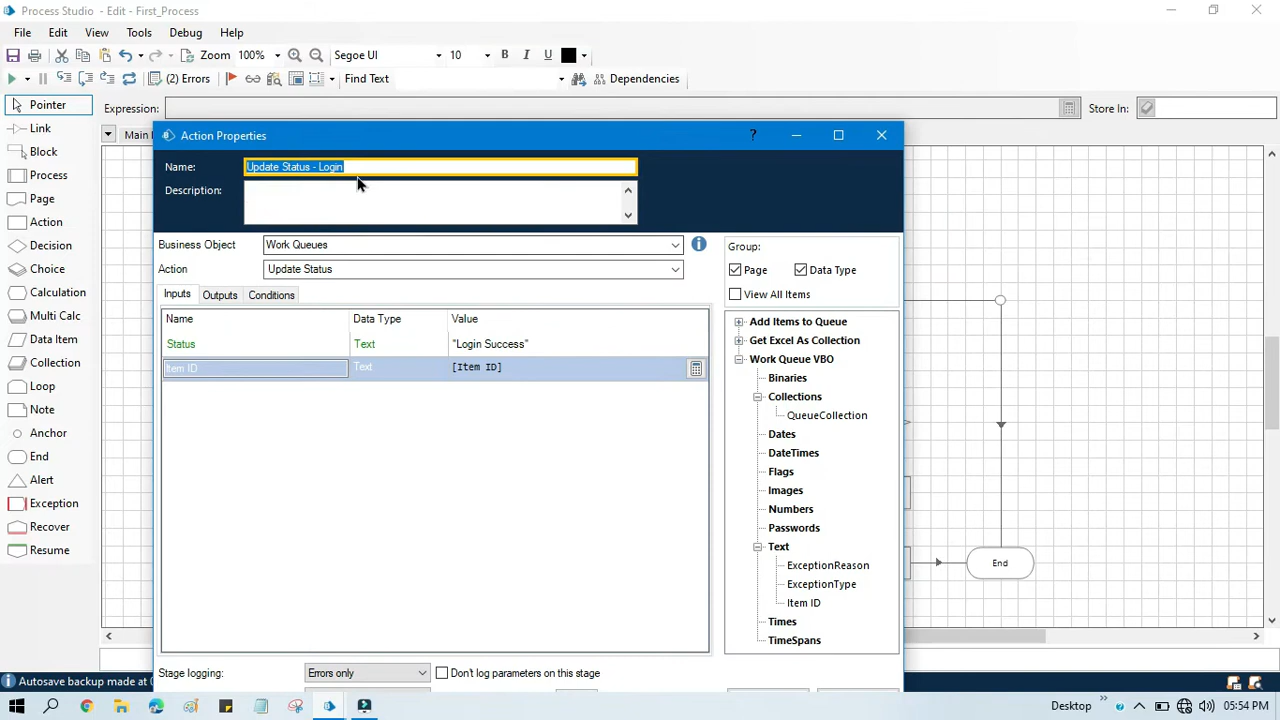 Process Studio - Edit - First_Process
File Edit View Tools Debug Help
Zoom 100% Segoe UI 10 B I U
(2) Errors Find Text Dependencies
Pointer Expression: Store In:
Link Main
Action Properties ?
Block
Process
Page
Action
Decision
Choice
Calculation
Multi Calc
Data Item
Collection
Loop
Note
Anchor
End
Alert
Exception
Recover
Resume
Name: Update Status - Login
Description:
Business Object Work Queues
Action Update Status
Inputs Outputs Conditions
Name Data Type Value
Status Text "Login Success"
Item ID Text [Item ID]
Group:
Page Data Type
View All Items
Add Items to Queue
Get Excel As Collection
Work Queue VBO
Binaries
Collections
QueueCollection
Dates
DateTimes
Flags
Images
Numbers
Passwords
Text
ExceptionReason
ExceptionType
Item ID
Times
TimeSpans
End
Stage logging: Errors only Don't log parameters on this stage
Autosave backup made at
Desktop 05:54 PM